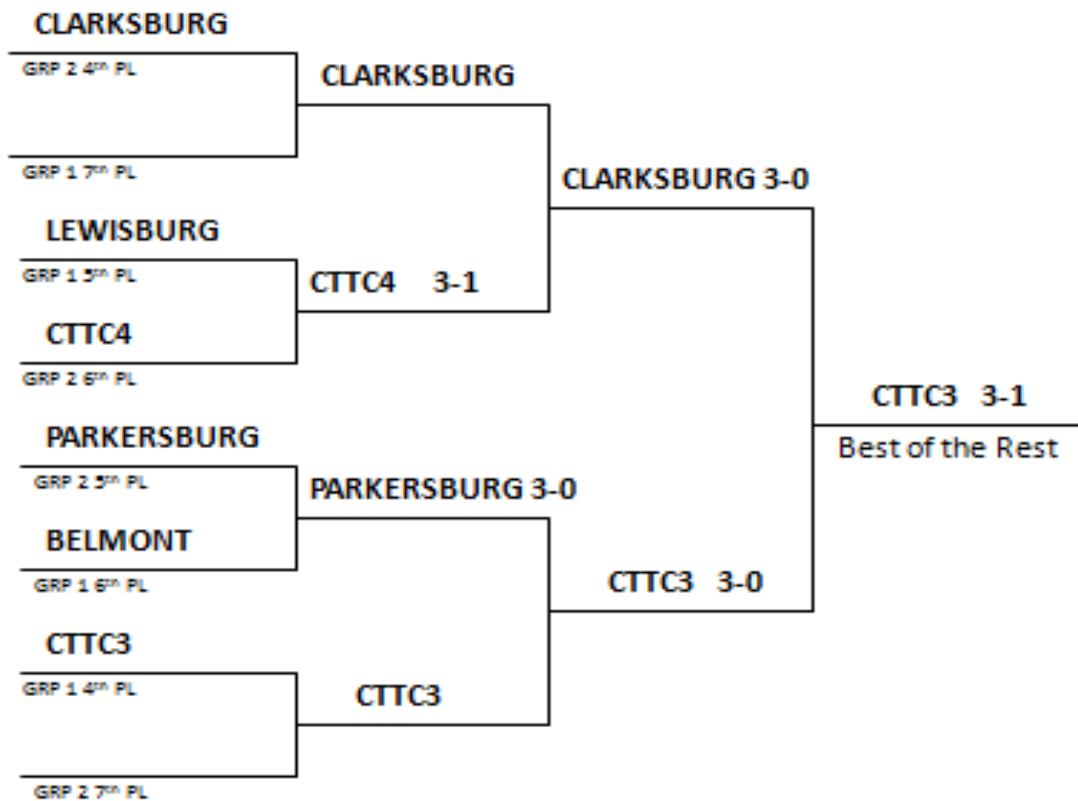 CLARKSBURG
GRP 2 4th PL
CLARKSBURG
GRP 1 7th PL
CLARKSBURG 3-0
LEWISBURG
GRP 1 5th PL
CTTC4 3-1
CTTC4
GRP 2 6th PL
CTTC3 3-1
Best of the Rest
PARKERSBURG
GRP 2 5th PL
PARKERSBURG 3-0
BELMONT
GRP 1 6th PL
CTTC3 3-0
CTTC3
GRP 1 4th PL
CTTC3
GRP 2 7th PL